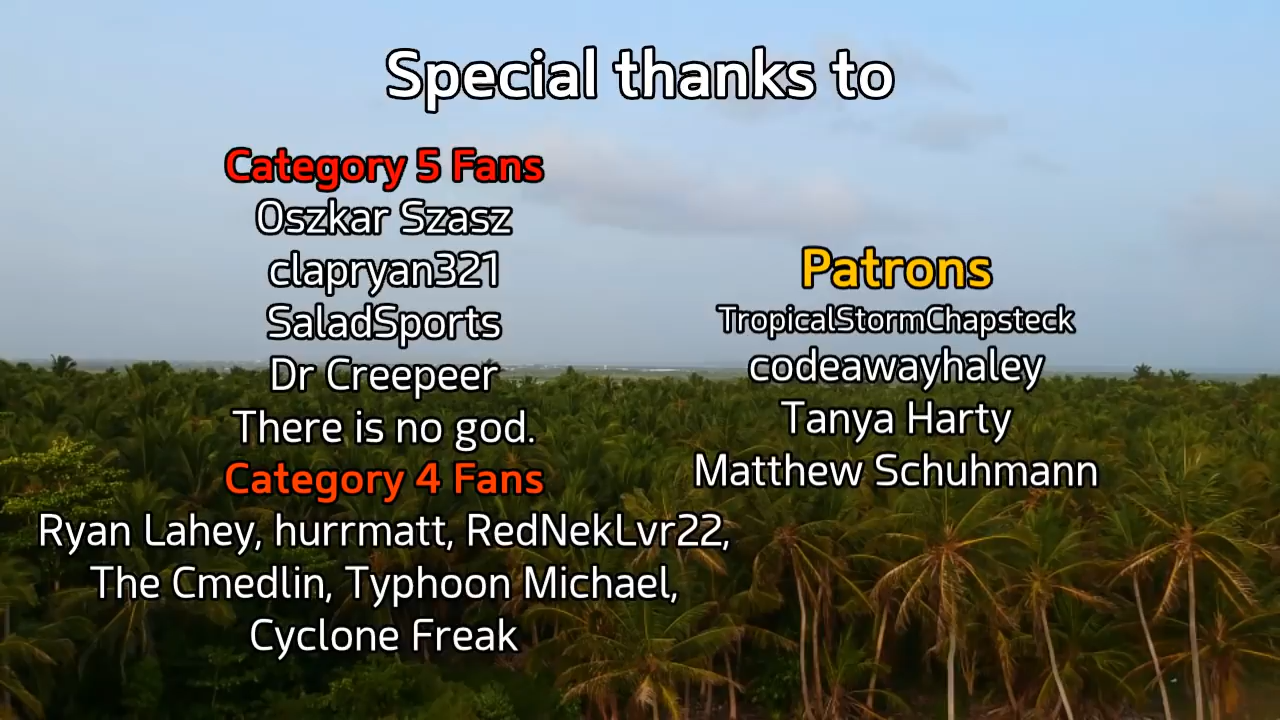 Special thanks to
Category 5 Fans
Oszkar Szasz
clapryan321
SaladSports
Dr Creepeer
There is no god.
Category 4 Fans
Ryan Lahey, hurrmatt, RedNekLvr22,
The Cmedlin, Typhoon Michael,
Cyclone Freak
Patrons
TropicalStormChapsteck
codeawayhaley
Tanya Harty
Matthew Schuhmann